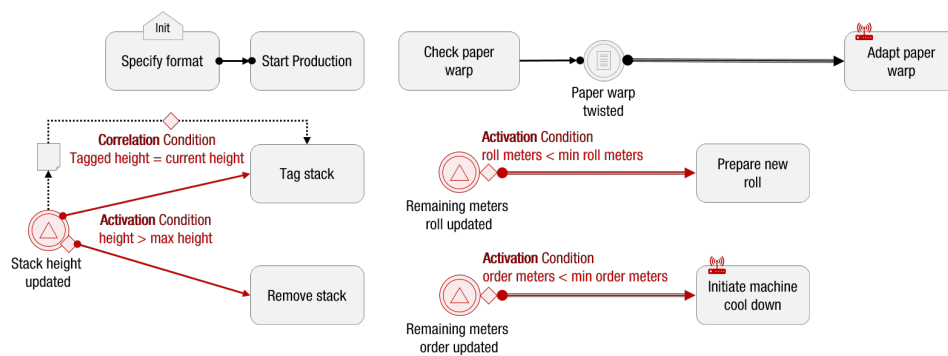 Init
Specify format
Start Production
Check paper
warp
Paper warp
twisted
Adapt paper
warp
Correlation Condition
Tagged height = current height
Tag stack
Activation Condition
height > max height
Stack height
updated
Remove stack
Activation Condition
roll meters < min roll meters
Prepare new
roll
Remaining meters
roll updated
Activation Condition
order meters < min order meters
Initiate machine
cool down
Remaining meters
order updated